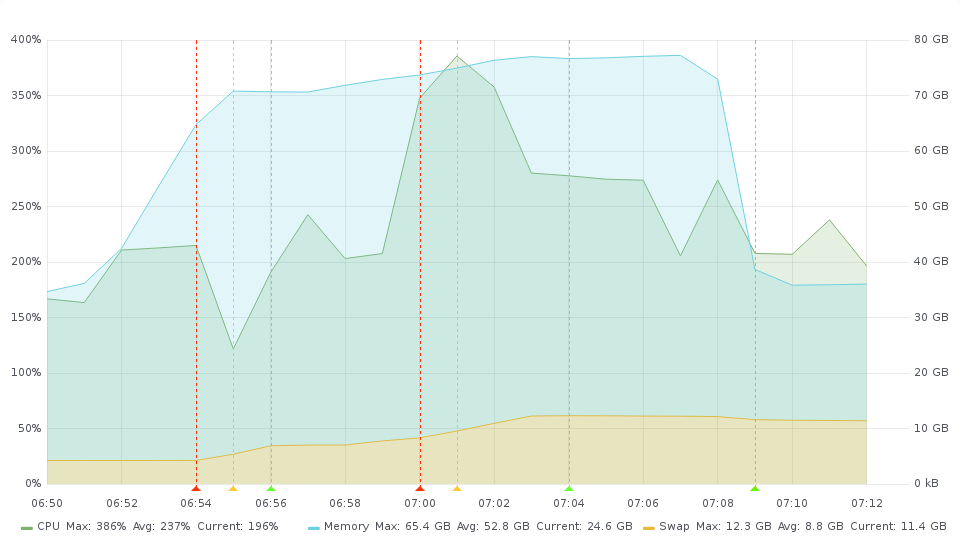 400% 80 GB
350% 70 GB
300% 60 GB
250% 50 GB
200% 40 GB
150% 30 GB
100% 20 GB
50% 10 GB
0% 0 kB
06:50 06:52 06:54 06:56 06:58 07:00 07:02 07:04 07:06 07:08 07:10 07:12
CPU Max: 386% Avg: 237% Current: 196% Memory Max: 65.4 GB Avg: 52.8 GB Current: 24.6 GB Swap Max: 12.3 GB Avg: 8.8 GB Current: 11.4 GB